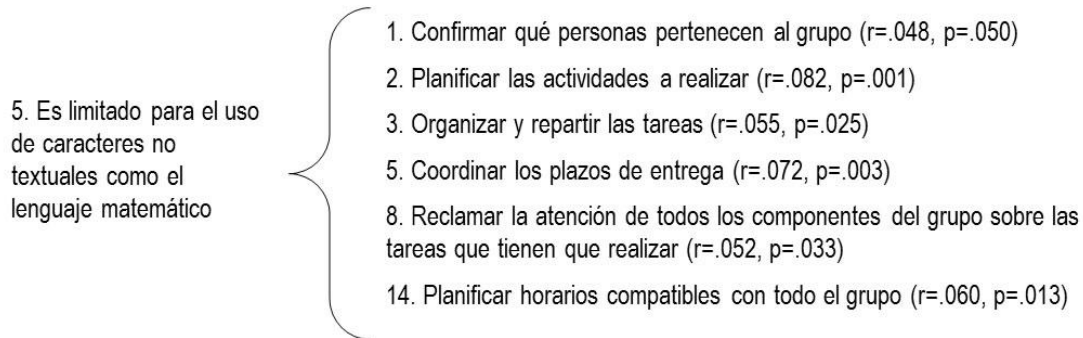 5. Es limitado para el uso
de caracteres no
textuales como el
lenguaje matemático
1. Confirmar qué personas pertenecen al grupo (r=.048, p=.050)
2. Planificar las actividades a realizar (r=.082, p=.001)
3. Organizar y repartir las tareas (r=.055, p=.025)
5. Coordinar los plazos de entrega (r=.072, p=.003)
8. Reclamar la atención de todos los componentes del grupo sobre las
tareas que tienen que realizar (r=.052, p=.033)
14. Planificar horarios compatibles con todo el grupo (r=.060, p=.013)